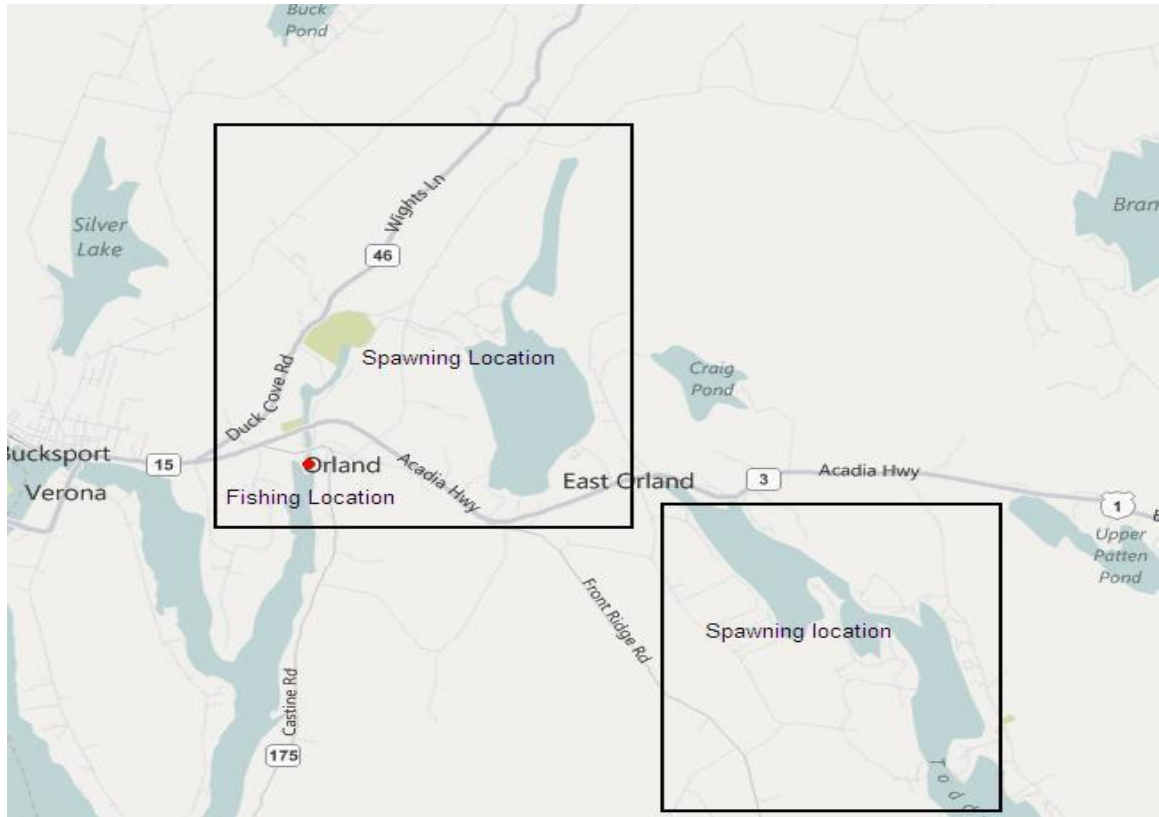 Buck
Pond
Silver
Lake
Wights Ln
46
Bran
Spawning Location
Duck Cove Rd
Craig
Pond
Bucksport
Verona
15
Orland
Acadia Hwy
Fishing Location
East Orland
3
Acadia Hwy
1
Upper
Patten
Pond
Front Ridge Rd
Spawning location
Castine Rd
175
Todd